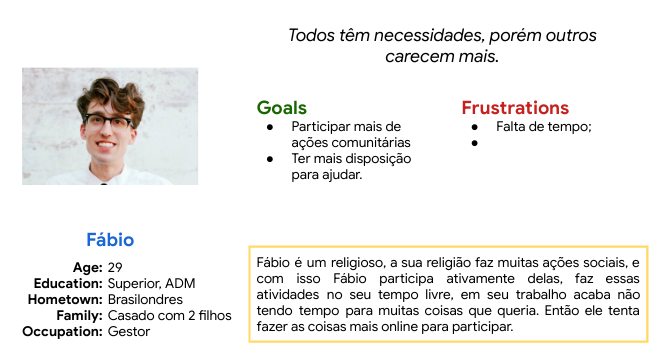 Todos têm necessidades, porém outros
carecem mais.
Goals
● Participar mais de
ações comunitárias
● Ter mais disposição
para ajudar.
Frustrations
● Falta de tempo;
●
Fábio
Age: 29
Education: Superior, ADM
Hometown: Brasilondres
Family: Casado com 2 filhos
Occupation: Gestor
Fábio é um religioso, a sua religião faz muitas ações sociais, e
com isso Fábio participa ativamente delas, faz essas
atividades no seu tempo livre, em seu trabalho acaba não
tendo tempo para muitas coisas que queria. Então ele tenta
fazer as coisas mais online para participar.